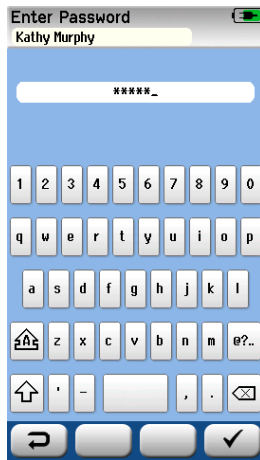 Enter Password
Kathy Murphy
*****_
1 2 3 4 5 6 7 8 9 0
q w e r t y u i o p
a s d f g h j k l
A z x c v b n m @?..
' - , .